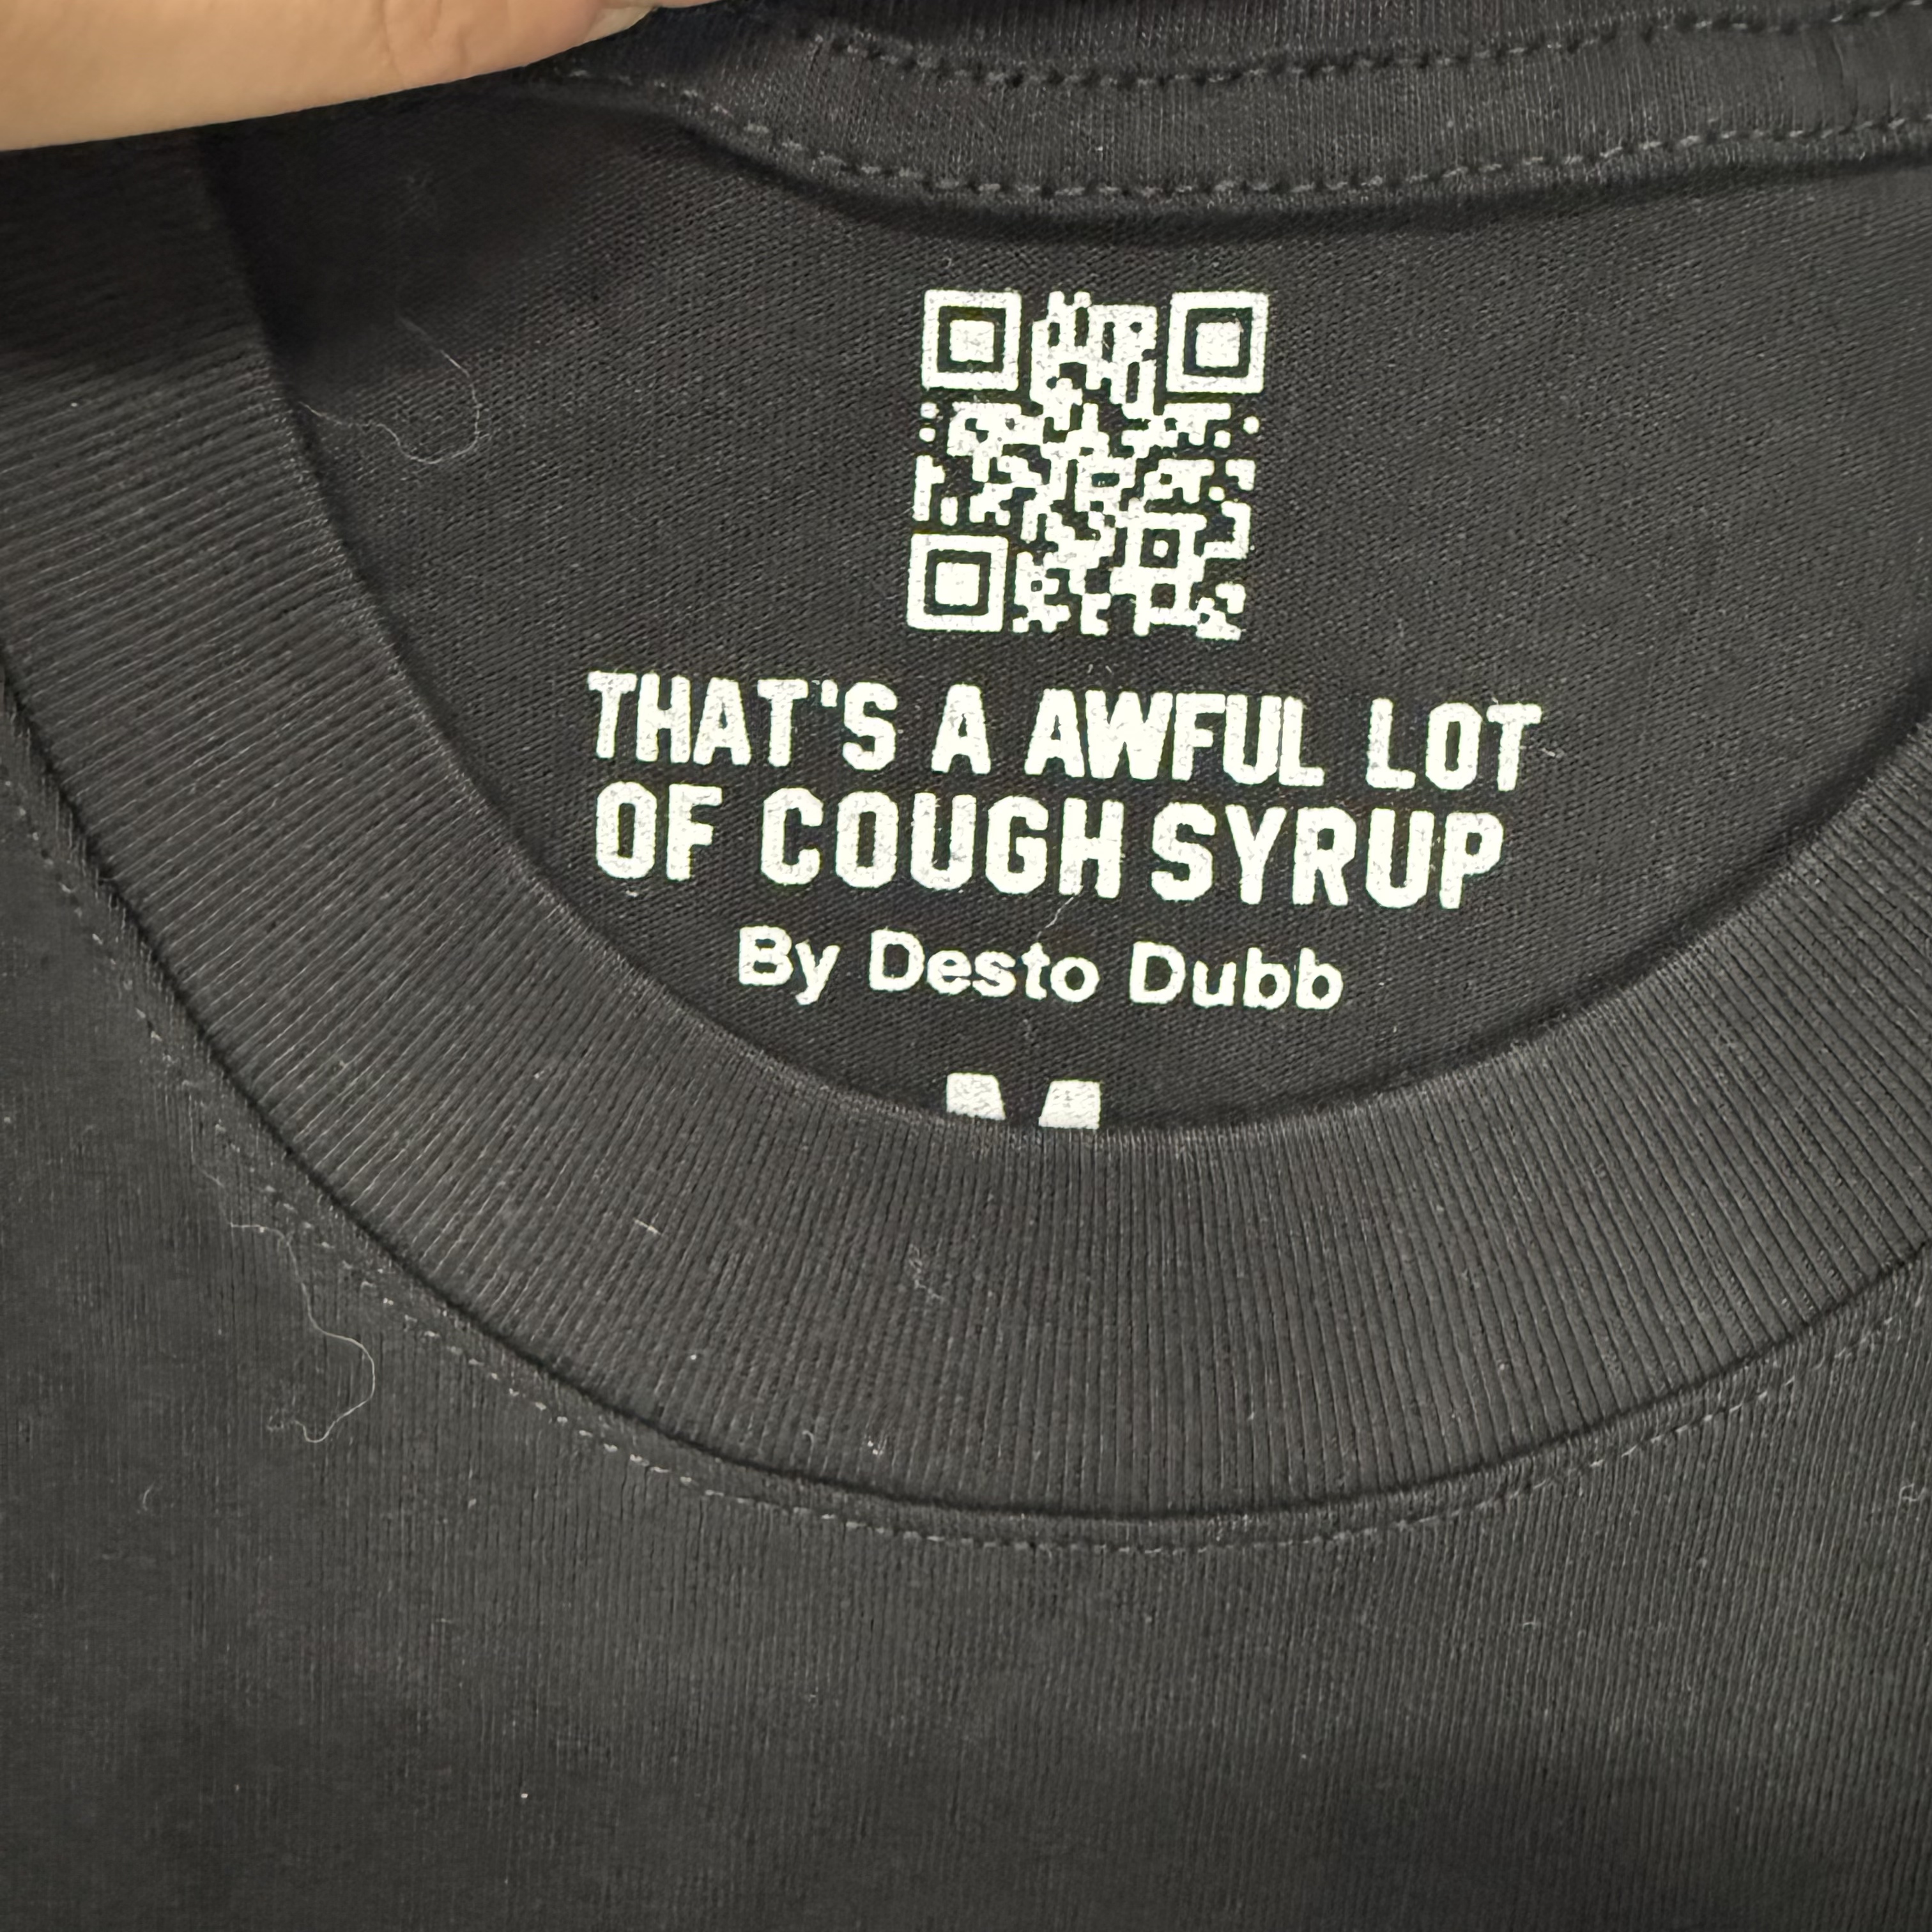 THAT'S A AWFUL LOT
OF COUGH SYRUP
By Desto Dubb
M